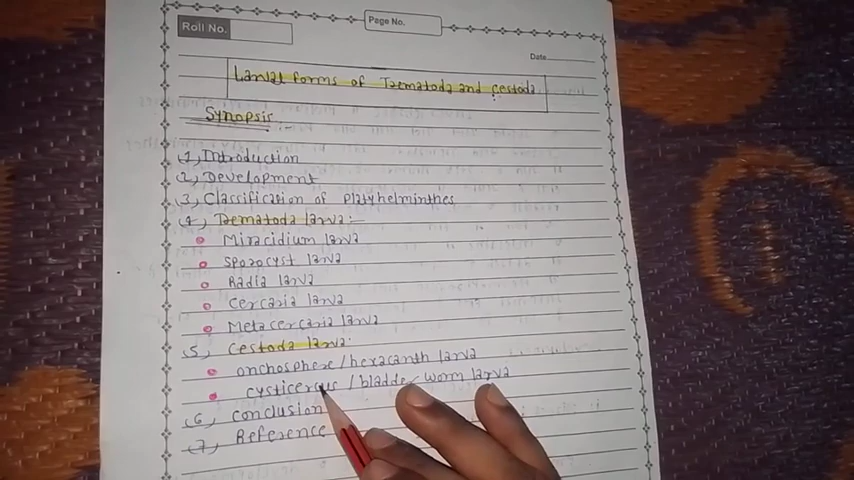 Roll No.
Page No.
Date
Larval forms of Taematoda and cestoda
Synopsis
1, Introduction
2, Development
3, Classification of Platyhelminthes
4, Taematoda larva:-
Miracidium larva
Sporocyst larva
Radia larva
Cercaria larva
Metacercaria larva
5, Cestoda larva:
onchosphere/hexacanth larva
cysticercus / bladder worm larva
6, conclusion
7, Reference